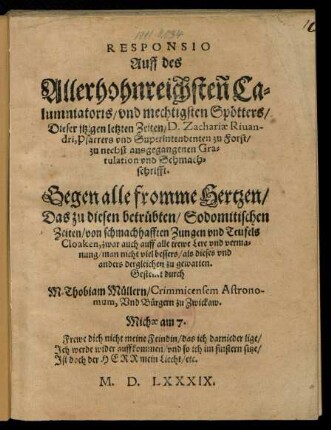 RESPONSIO
Auff des
Allerhohnreichsten̄ Ca-
lumniatoris/ vnd mechtigsten Spötters/
Dieser itzigen letzten Zeiten/ D. Zachariæ Riuan-
dri, Pfarrers vnd Superintendenten zu Forst/
zu nechst ausgegangenen Gra-
tulation vnd Schmach-
schrifft.
Gegen alle fromme Hertzen/
Das zu diesen betrübten/ Sodomitischen
Zeiten/ von schmachhafften Zungen vnd Teufels
Cloaken, zwar auch auff alle trewe Lere vnd verma-
nung/ man nicht viel bessers/ als dieses vnd
anders dergleichen zu gewarten.
Gestelt durch
M. Thobiam Müllern/ Crimmicensem Astrono-
mum, Vnd Bürgern zu Zwickaw.
Michæ am 7.
Frewe dich nicht meine Feindin/ das ich darnieder lige/
Ich werde wider auffkommen/ vnd so ich im finstern sitze/
Ist doch der HERR mein Liecht/ etc.
M. D. LXXXIX.